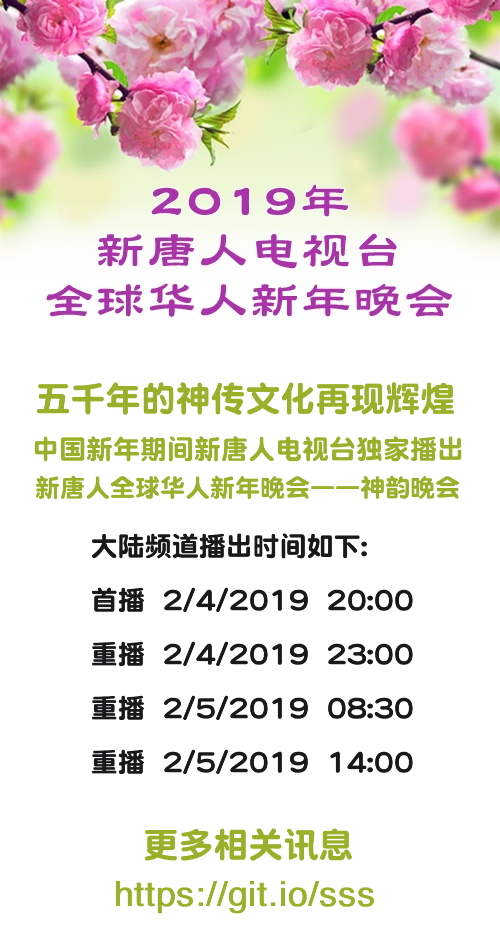 2019年
新唐人电视台
全球华人新年晚会
五千年的神传文化再现辉煌
中国新年期间新唐人电视台独家播出
新唐人全球华人新年晚会——神韵晚会
大陆频道播出时间如下:
首播 2/4/2019 20:00
重播 2/4/2019 23:00
重播 2/5/2019 08:30
重播 2/5/2019 14:00
更多相关讯息
https://git.io/sss